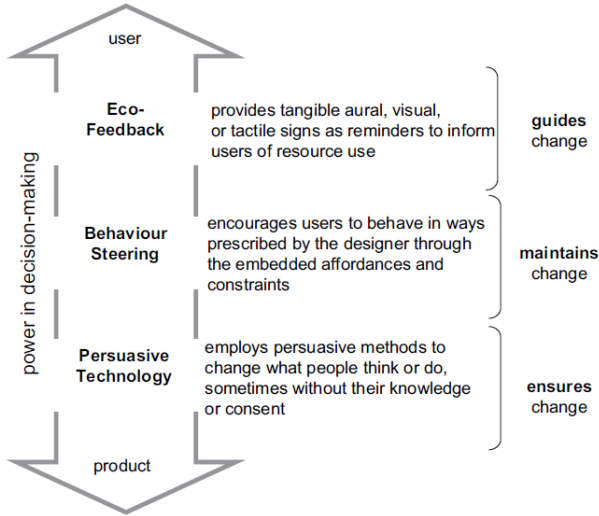 user
power in decision-making
Eco-
Feedback
provides tangible aural, visual,
or tactile signs as reminders to inform
users of resource use
guides
change
Behaviour
Steering
encourages users to behave in ways
prescribed by the designer through
the embedded affordances and
constraints
maintains
change
Persuasive
Technology
employs persuasive methods to
change what people think or do,
sometimes without their knowledge
or consent
ensures
change
product